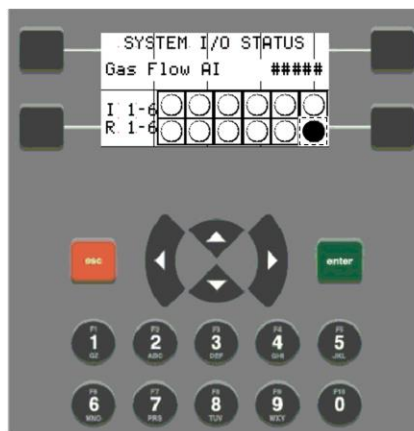 SYSTEM I/O STATUS
Gas Flow AI #####
I 1-6
R 1-6
esc
enter
F1 F2 F3 F4 F5
1 2 3 4 5
QZ ABC DEF GHI JKL
F6 F7 F8 F9 F10
6 7 8 9 0
MNO PRS TUV WXY